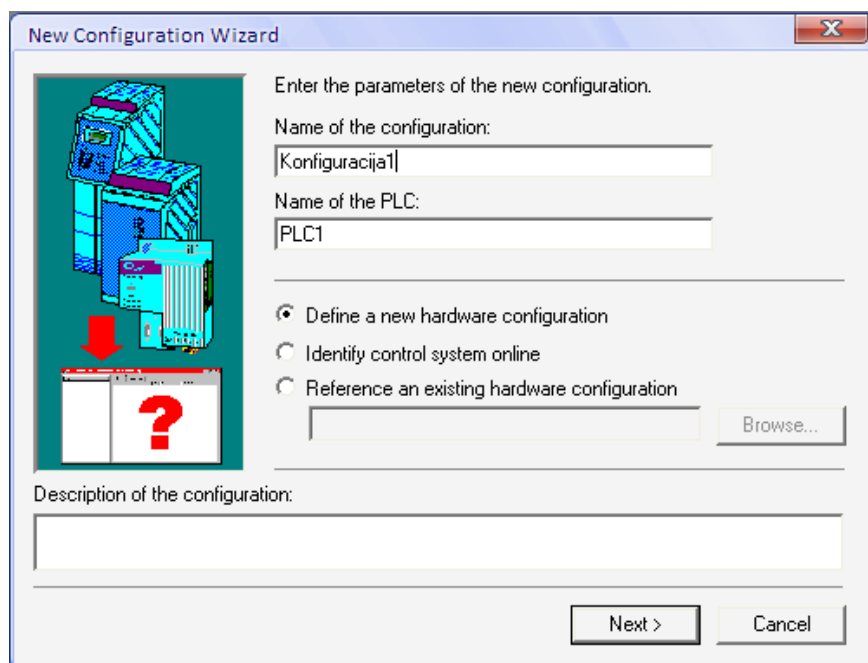 New Configuration Wizard
Enter the parameters of the new configuration.
Name of the configuration:
Konfiguracija1
Name of the PLC:
PLC1
Define a new hardware configuration
Identify control system online
Reference an existing hardware configuration
Browse...
Description of the configuration:
Next >
Cancel